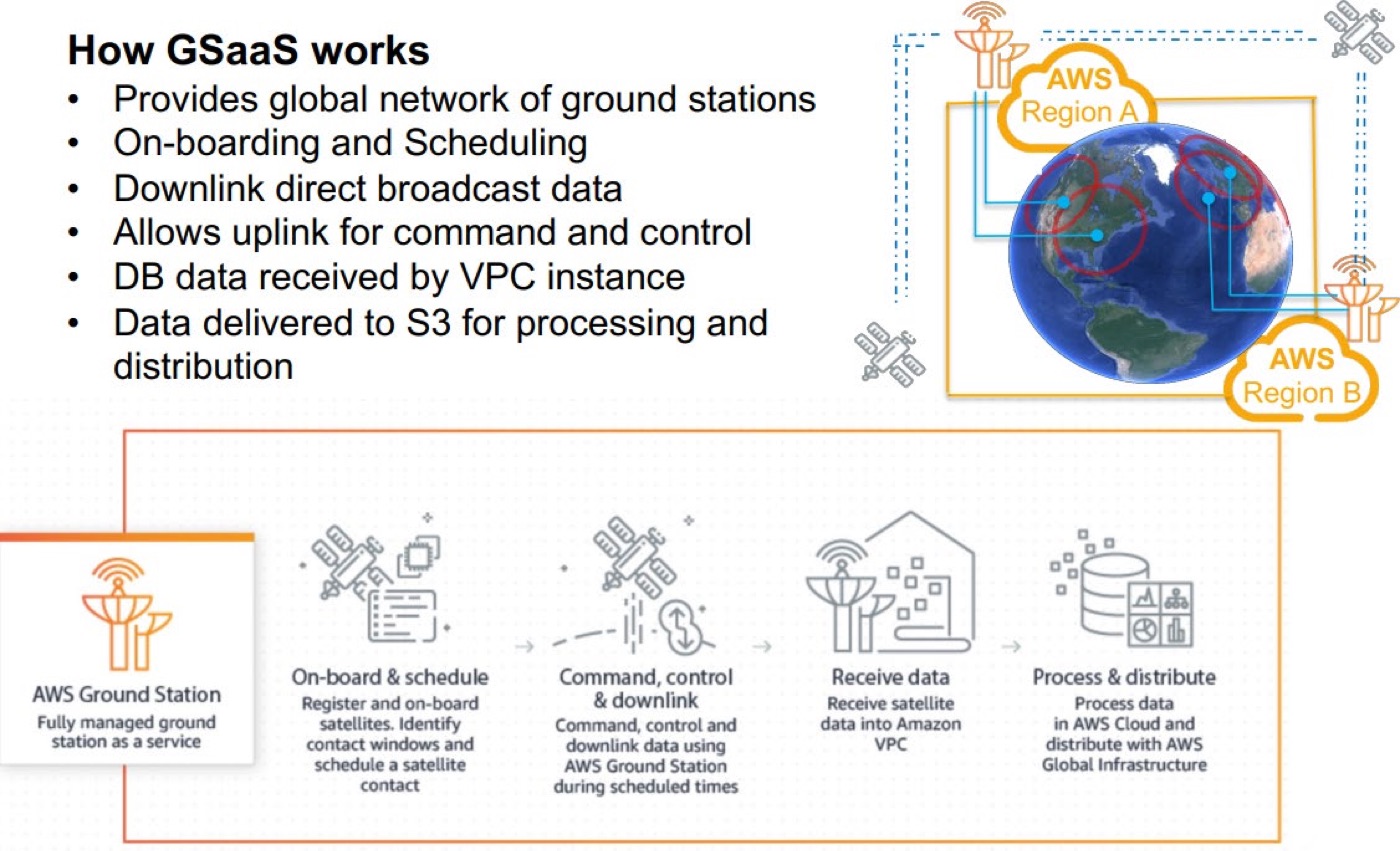 How GSaaS works
• Provides global network of ground stations
• On-boarding and Scheduling
• Downlink direct broadcast data
• Allows uplink for command and control
• DB data received by VPC instance
• Data delivered to S3 for processing and
distribution
AWS
Region A
AWS
Region B
AWS Ground Station
Fully managed ground
station as a service
On-board & schedule
Register and on-board
satellites. Identify
contact windows and
schedule a satellite
contact
Command, control
& downlink
Command, control and
downlink data using
AWS Ground Station
during scheduled times
Receive data
Receive satellite
data into Amazon
VPC
Process & distribute
Process data
in AWS Cloud and
distribute with AWS
Global Infrastructure